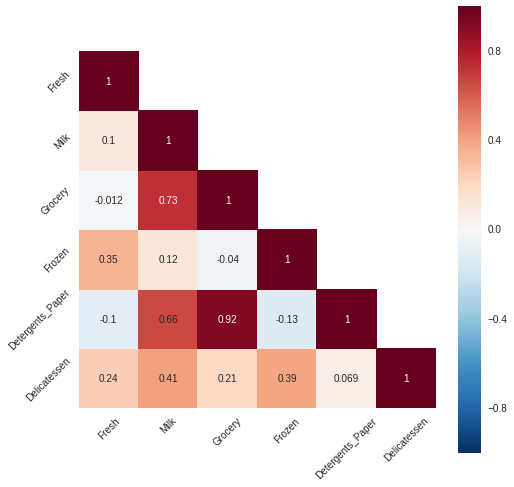 0.8
Fresh 1
Milk 0.1 1
0.4
Grocery -0.012 0.73 1
0.0
Frozen 0.35 0.12 -0.04 1
-0.4
Detergents_Paper -0.1 0.66 0.92 -0.13 1
Delicatessen 0.24 0.41 0.21 0.39 0.069 1
-0.8
Fresh Milk Grocery Frozen Detergents_Paper Delicatessen